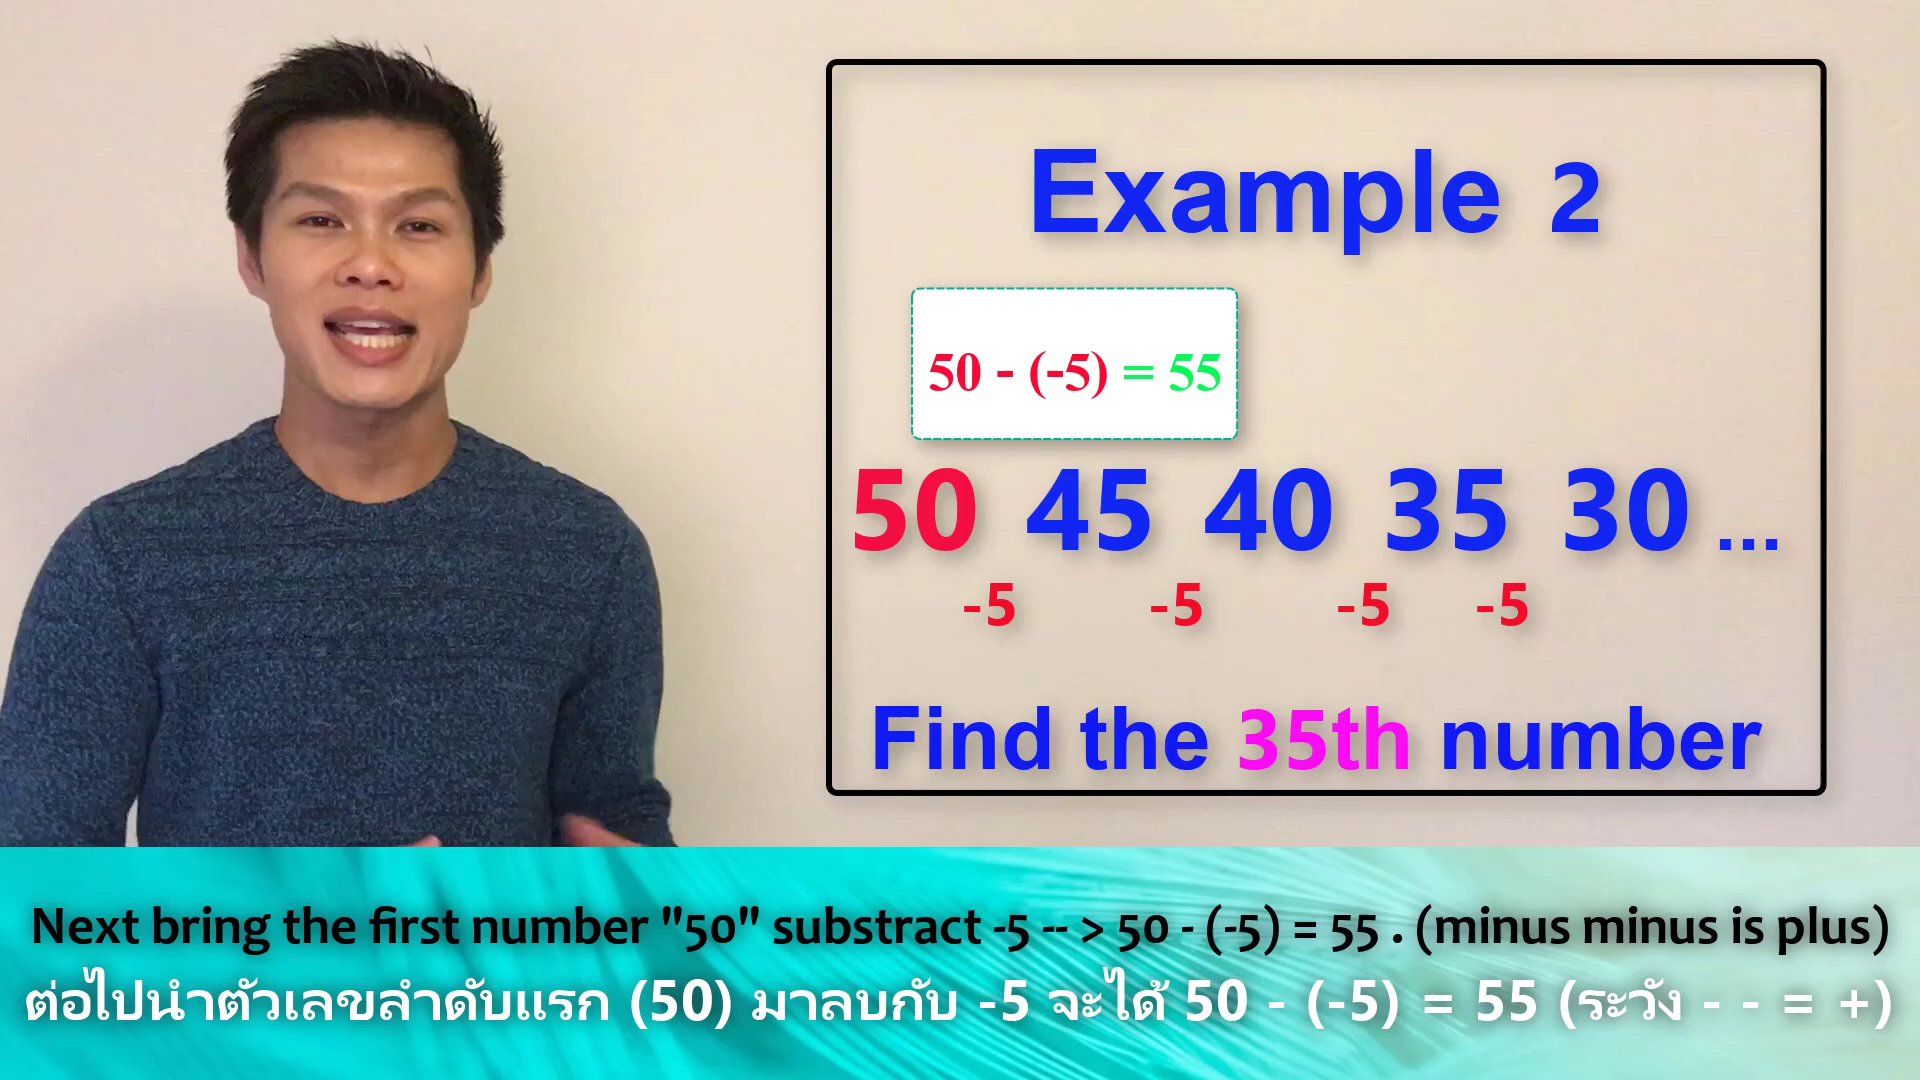 Example 2
50 - (-5) = 55
50 45 40 35 30 ...
-5 -5 -5 -5
Find the 35th number
Next bring the first number "50" substract -5 -- > 50 - (-5) = 55 . (minus minus is plus)
ต่อไปนำตัวเลขลำดับแรก (50) มาลบกับ -5 จะได้ 50 - (-5) = 55 (ระวัง - - = +)